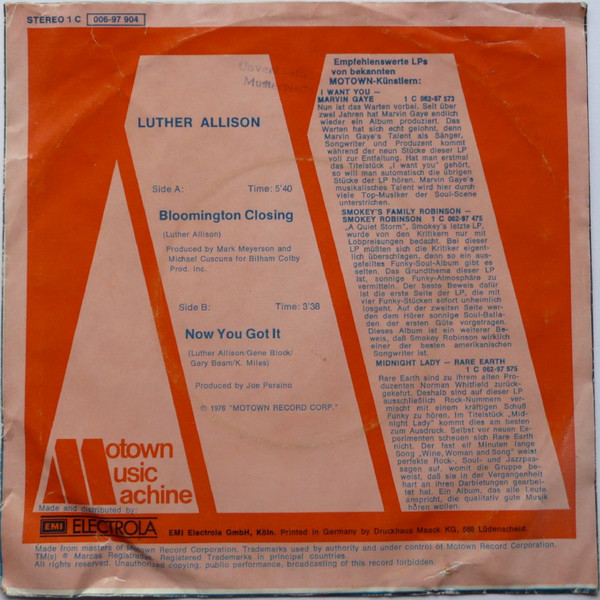 STEREO 1 C 006-97 904
LUTHER ALLISON
Side A: Time: 5'40
Bloomington Closing
(Luther Allison)
Produced by Mark Meyerson and
Michael Cuscuna for Bilham Colby
Prod. Inc.
Side B: Time: 3'38
Now You Got It
(Luther Allison/Gene Block/
Gary Beam/K. Miles)
Produced by Joe Peraino
℗ 1976 "MOTOWN RECORD CORP."
Empfehlenswerte LPs
von bekannten
MOTOWN-Künstlern:
I WANT YOU –
MARVIN GAYE 1 C 062-97 573
Nun ist das Warten vorbei. Seit über
zwei Jahren hat Marvin Gaye endlich
wieder ein Album produziert. Das
Warten hat sich echt gelohnt, denn
Marvin Gaye's Talent als Sänger,
Songwriter und Produzent kommt
während der neun Stücke dieser LP
voll zur Entfaltung. Hat man erstmal
das Titelstück „I want you" gehört,
so will man automatisch die übrigen
Stücke der LP hören. Marvin Gaye's
musikalisches Talent wird hier durch
viele Top-Musiker der Soul-Scene
unterstrichen.
SMOKEY'S FAMILY ROBINSON –
SMOKEY ROBINSON 1 C 062-97 475
„A Quiet Storm", Smokey's letzte LP,
wurde von den Kritikern nur mit
Lobpreisungen bedacht. Bei dieser
LP müßten sich die Kritiker eigent-
lich überschlagen, denn so ein aus-
gefeiltes Funky-Soul-Album gibt es
selten. Das Grundthema dieser LP
ist, sonnige Funky-Atmosphäre zu
vermitteln. Der beste Beweis dafür
ist die erste Seite der LP, die mit
vier Funky-Stücken sofort unheimlich
losgeht. Auf der zweiten Seite wer-
den dem Hörer sonnige Soul-Balla-
den der ersten Güte vorgetragen.
Dieses Album ist ein weiterer Be-
weis, daß Smokey Robinson wirklich
einer der besten amerikanischen
Songwriter ist.
MIDNIGHT LADY – RARE EARTH
1 C 062-97 575
Rare Earth sind zu ihrem alten Pro-
duzenten Norman Whitfield zurück-
gekehrt. Deshalb sind auf dieser LP
ausschließlich Rock-Nummern ver-
mischt mit einem kräftigen Schuß
Funky zu hören. Im Titelstück „Mid-
night Lady" kommt dies am besten
zum Ausdruck. Selbst vor neuen Ex-
perimenten scheuen sich Rare Earth
nicht. Der fast elf Minuten lange
Song „Wine, Woman and Song" weist
perfekte Rock-, Soul- und Jazzpas-
sagen auf, womit die Gruppe be-
weist, daß sie in der Vergangenheit
hart an ihren Darbietungen gearbei-
tet hat. Ein Album, das alle Leute
anspricht, die qualitativ gute Musik
hören wollen.
Motown
Music
Machine
Made and distributed by:
EMI ELECTROLA
EMI Electrola GmbH, Köln. Printed in Germany by Druckhaus Maack KG, 588 Lüdenscheid.
Made from masters of Motown Record Corporation. Trademarks used by authority and under control of Motown Record Corporation.
TM(s) ® Marcas Registradas. Registered Trademarks in principal countries.
All rights reserved. Unauthorized copying, public performance, broadcasting of this record forbidden.